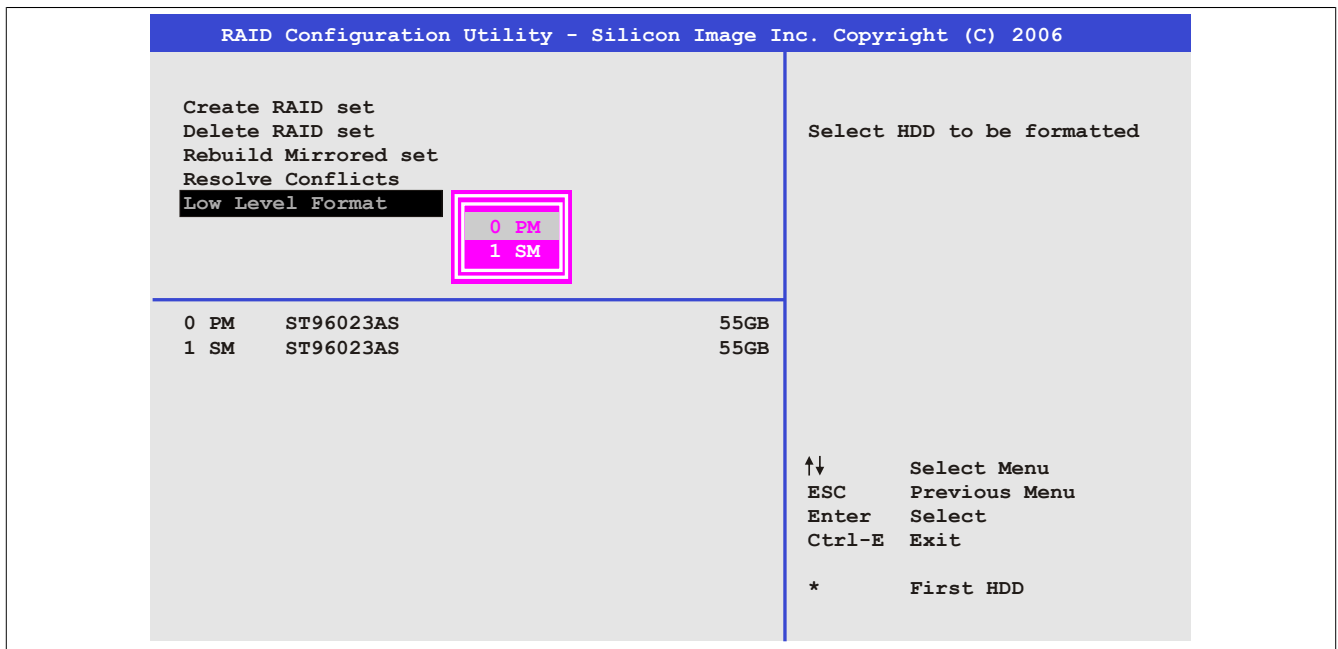 RAID Configuration Utility - Silicon Image Inc. Copyright (C) 2006
Create RAID set
Delete RAID set
Rebuild Mirrored set
Resolve Conflicts
Low Level Format
0 PM
1 SM
0 PM ST96023AS 55GB
1 SM ST96023AS 55GB
Select HDD to be formatted
↑↓ Select Menu
ESC Previous Menu
Enter Select
Ctrl-E Exit
* First HDD